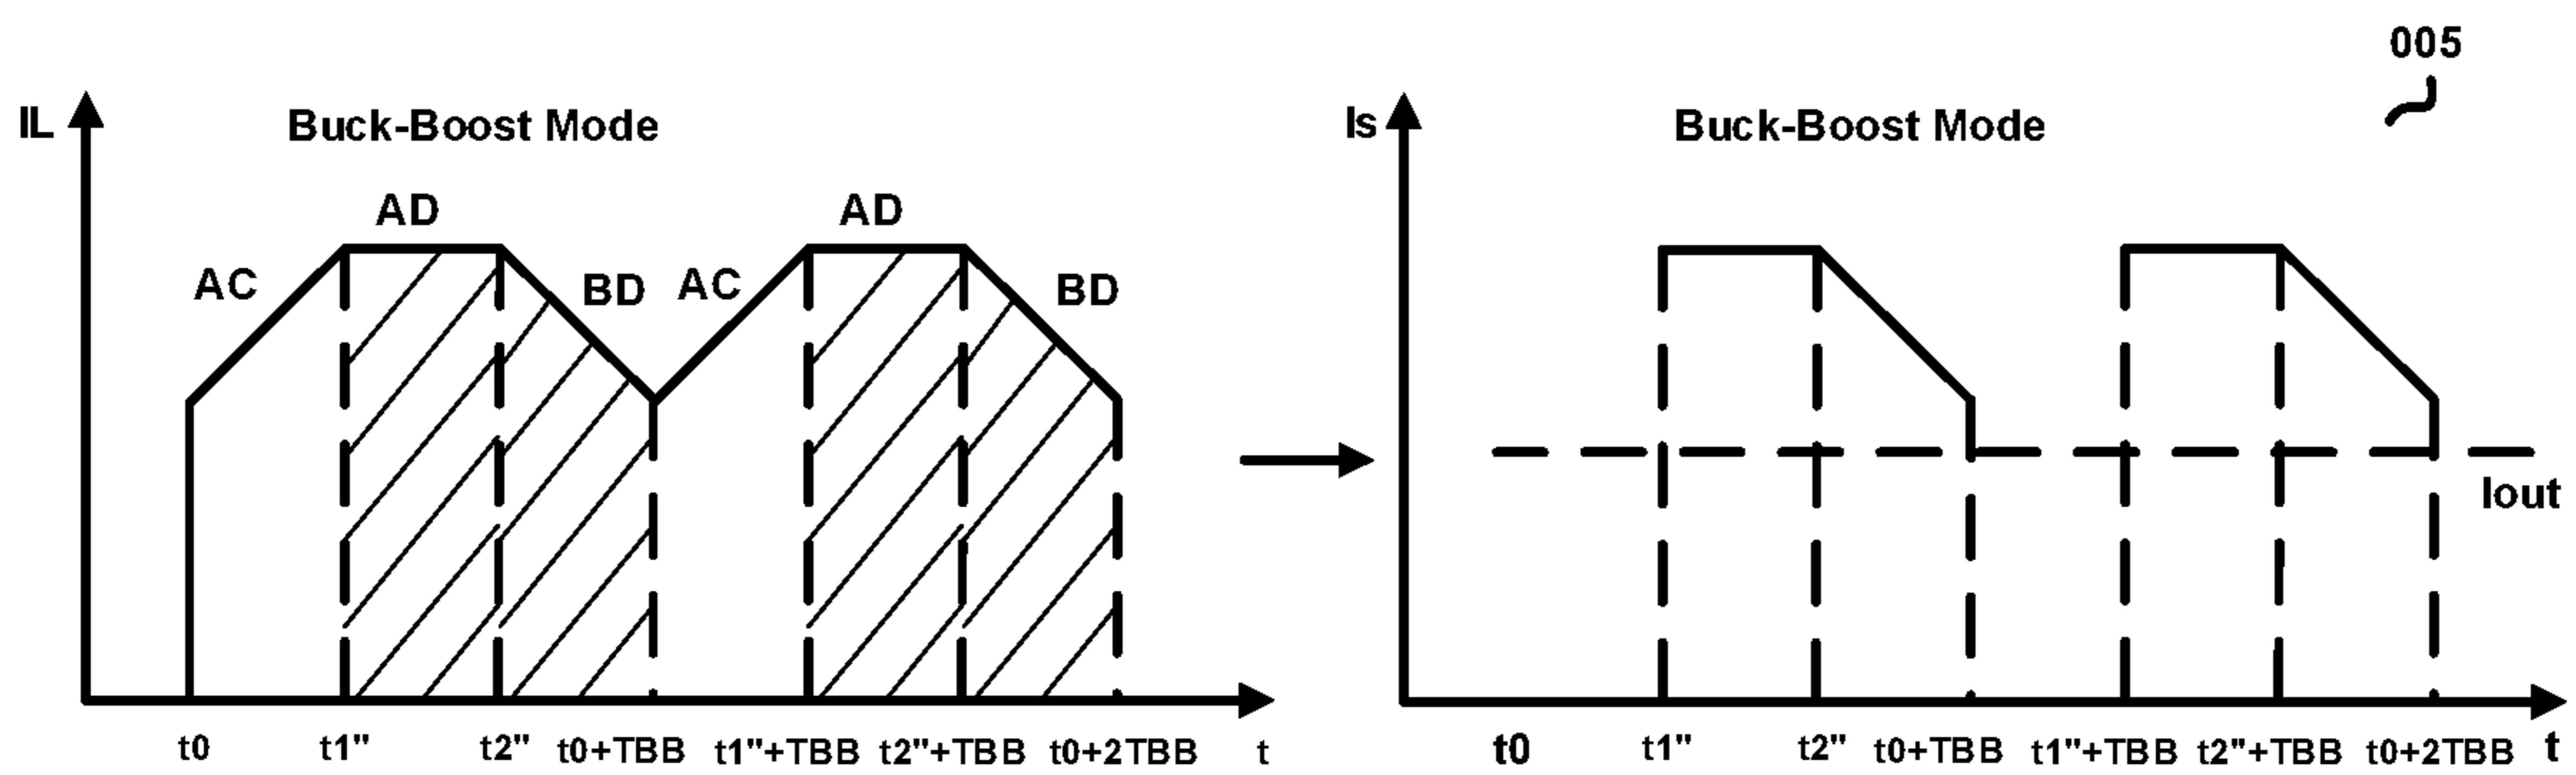 005
IL
Buck-Boost Mode
AD
AD
AC
BD
AC
BD
t0
t1"
t2"
t0+TBB
t1"+TBB
t2"+TBB
t0+2TBB
t
Is
Buck-Boost Mode
Iout
t0
t1"
t2"
t0+TBB
t1"+TBB
t2"+TBB
t0+2TBB
t